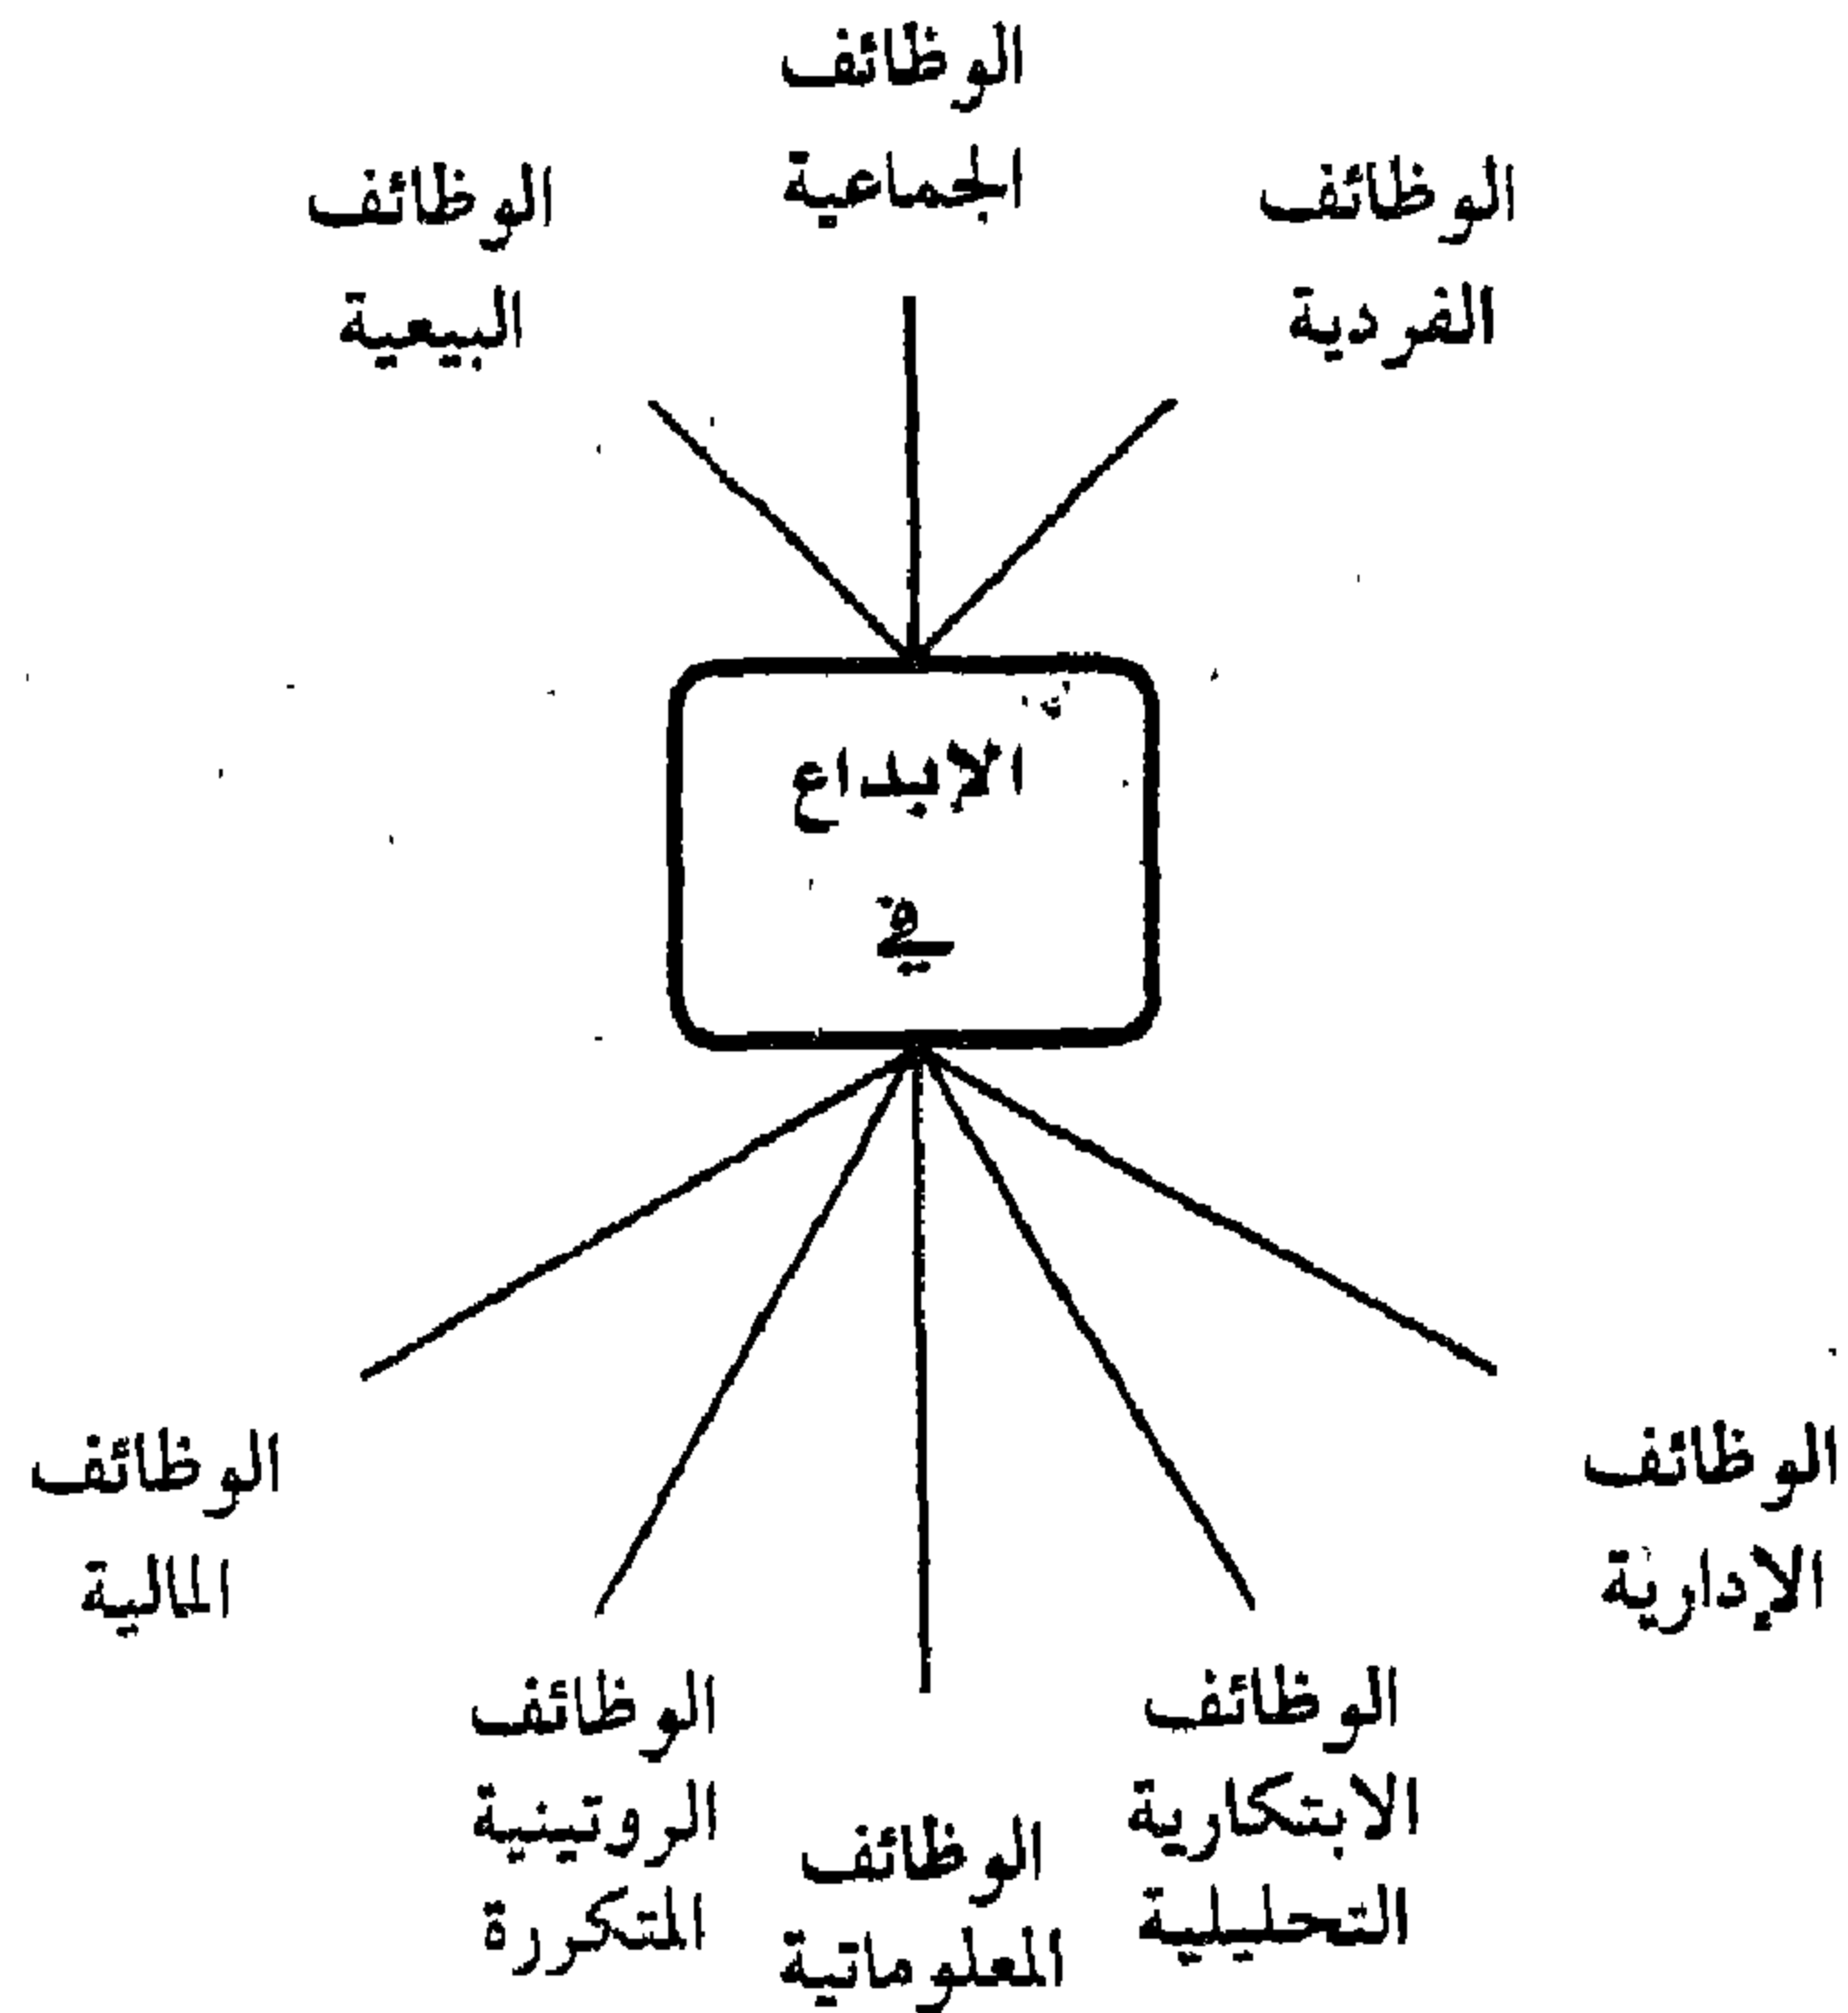 الوظائف
الجماعية
الوظائف
الفردية
الوظائف
البيعية
الإبداع
في
الوظائف
الإدارية
الوظائف
المالية
الوظائف
الابتكارية
التحليلية
الوظائف
الروتينية
المتكررة
الوظائف
المعلوماتية